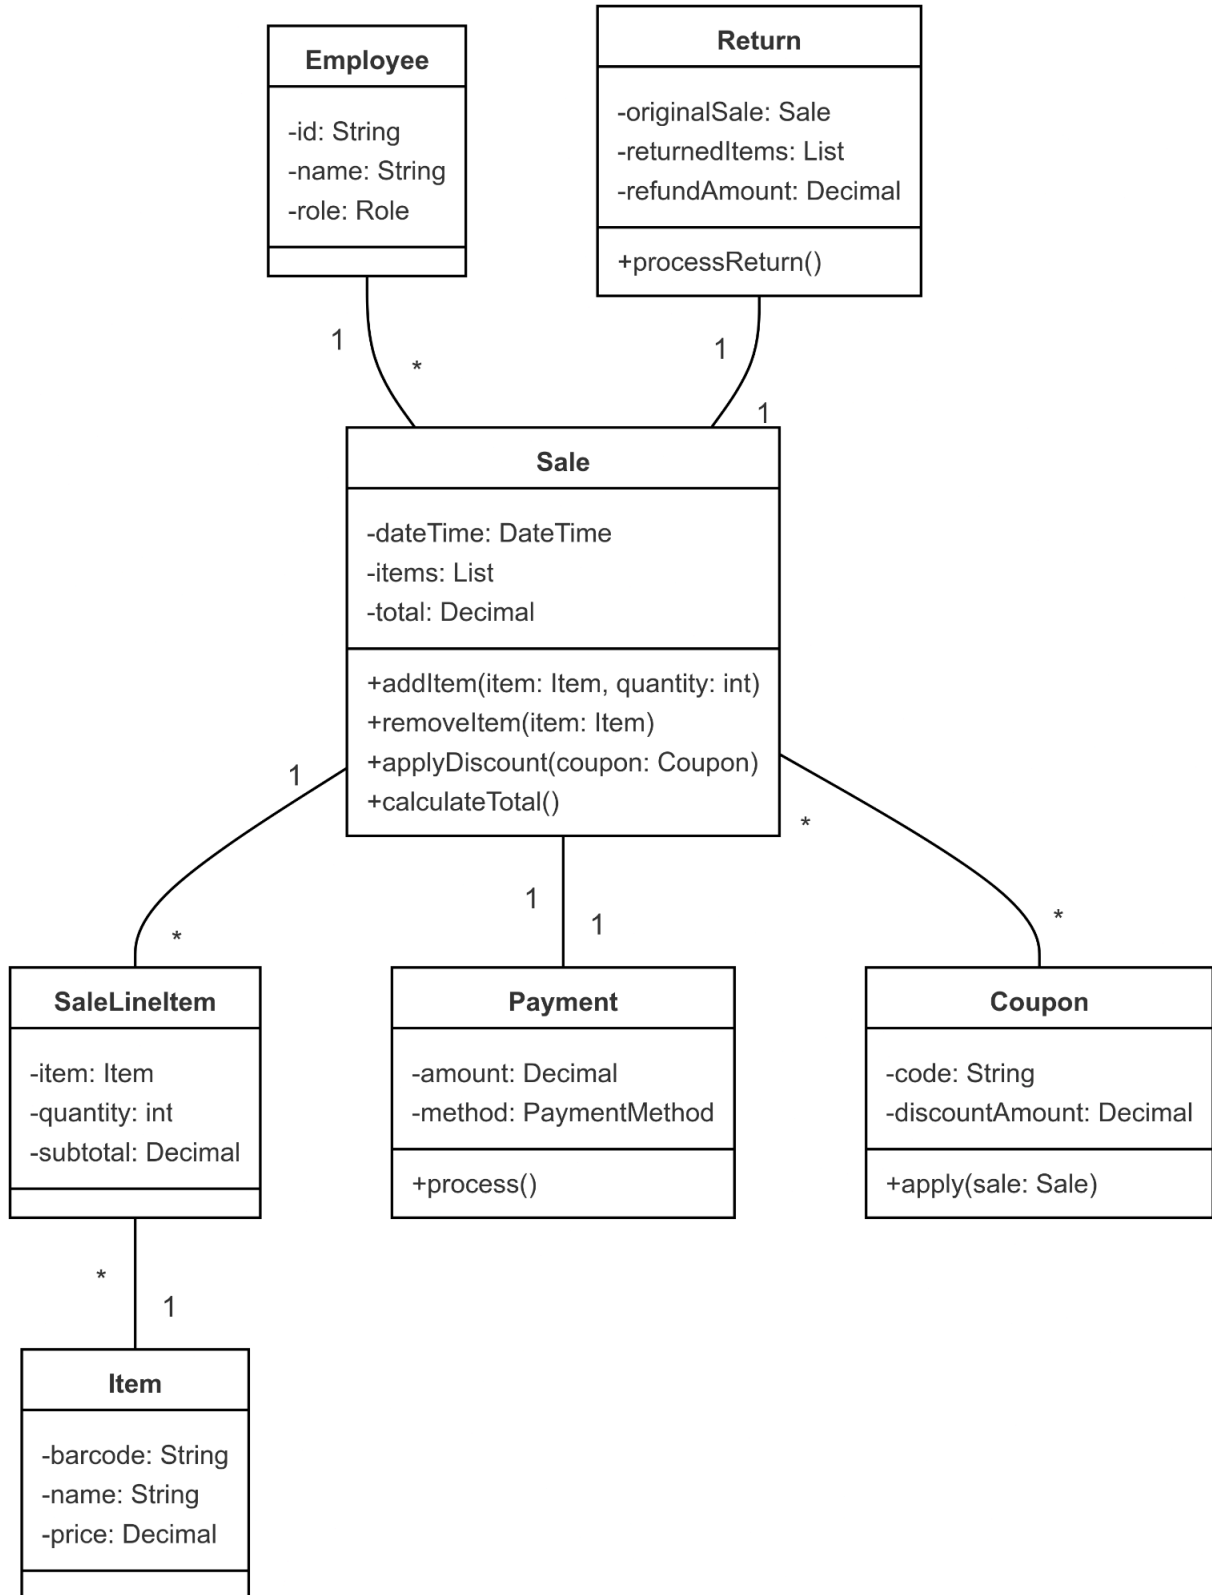 Employee
-id: String
-name: String
-role: Role
Return
-originalSale: Sale
-returnedItems: List
-refundAmount: Decimal
+processReturn()
1
*
1
1
Sale
-dateTime: DateTime
-items: List
-total: Decimal
+addItem(item: Item, quantity: int)
+removeItem(item: Item)
+applyDiscount(coupon: Coupon)
+calculateTotal()
1
*
1
1
*
*
SaleLineItem
-item: Item
-quantity: int
-subtotal: Decimal
Payment
-amount: Decimal
-method: PaymentMethod
+process()
Coupon
-code: String
-discountAmount: Decimal
+apply(sale: Sale)
*
1
Item
-barcode: String
-name: String
-price: Decimal